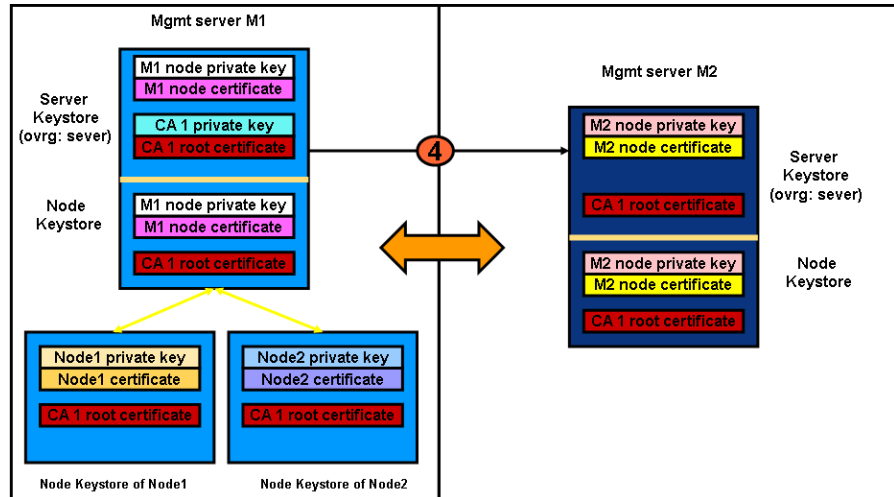 Mgmt server M1
M1 node private key
M1 node certificate
Server
Keystore
(ovrg: sever)
CA 1 private key
CA 1 root certificate
Node
Keystore
M1 node private key
M1 node certificate
CA 1 root certificate
Node1 private key
Node1 certificate
CA 1 root certificate
Node Keystore of Node1
Node2 private key
Node2 certificate
CA 1 root certificate
Node Keystore of Node2
4
Mgmt server M2
M2 node private key
M2 node certificate
CA 1 root certificate
Server
Keystore
(ovrg: sever)
M2 node private key
M2 node certificate
CA 1 root certificate
Node
Keystore